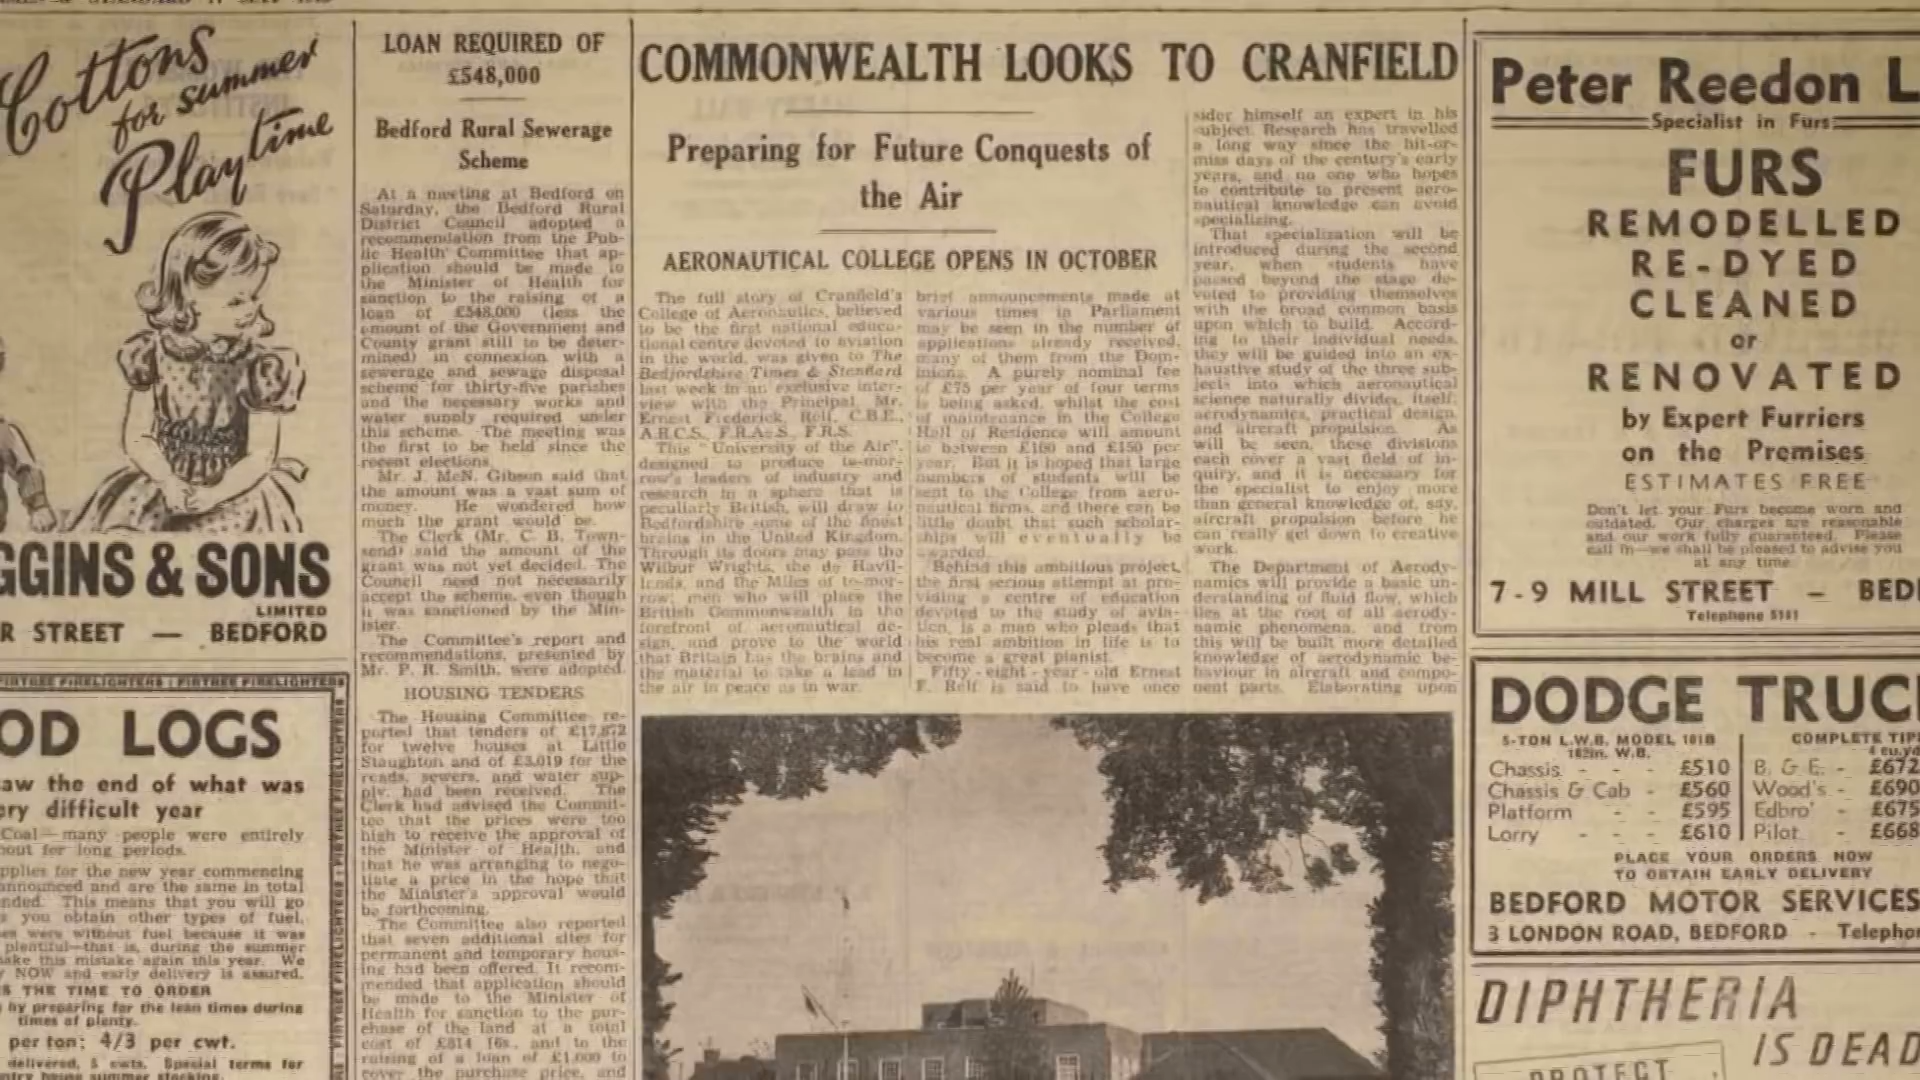 Cottons
for summer
Play time
GGINS & SONS
LIMITED
R STREET — BEDFORD
FIRTREE FIRELIGHTERS : FIRTREE FIRELIGHTERS
OD LOGS
aw the end of what was
ery difficult year
Coal—many people were entirely
hout for long periods.
pplies for the new year commencing
announced and are the same in total
nded. This means that you will go
s you obtain other types of fuel,
es were without fuel because it was
plentiful—that is, during the summer
ake this mistake again this year. We
NOW and early delivery is assured.
S THE TIME TO ORDER
by preparing for the lean times during
times of plenty.
per ton; 4/3 per cwt.
delivered, 5 cwts. Special terms for
LOAN REQUIRED OF
£548,000
Bedford Rural Sewerage
Scheme
At a meeting at Bedford on
Saturday, the Bedford Rural
District Council adopted a
recommendation from the Pub-
lic Health Committee that ap-
plication should be made to
the Minister of Health for
sanction to the raising of a
loan of £548,000 (less the
amount of the Government and
County grant still to be deter-
mined) in connexion with a
sewerage and sewage disposal
scheme for thirty-five parishes
and the necessary works and
water supply required under
this scheme. The meeting was
the first to be held since the
recent elections.
Mr. J. McN. Gibson said that
the amount was a vast sum of
money. He wondered how
much the grant would be.
The Clerk (Mr. C. B. Town-
send) said the amount of the
grant was not yet decided. The
Council need not necessarily
accept the scheme, even though
it was sanctioned by the Min-
ister.
The Committee's report and
recommendations, presented by
Mr. P. R. Smith, were adopted.
HOUSING TENDERS
The Housing Committee re-
ported that tenders of £17,872
for twelve houses at Little
Staughton and of £3,019 for the
roads, sewers, and water sup-
ply, had been received. The
Clerk had advised the Commit-
tee that the prices were too
high to receive the approval of
the Minister of Health, and
that he was arranging to nego-
tiate a price in the hope that
the Minister's approval would
be forthcoming.
The Committee also reported
that seven additional sites for
permanent and temporary hous-
ing had been offered. It recom-
mended that application should
be made to the Minister of
Health for sanction to the pur-
chase of the land at a total
cost of £814 16s., and to the
raising of a loan of £1,000 to
cover the purchase price, and
COMMONWEALTH LOOKS TO CRANFIELD
Preparing for Future Conquests of
the Air
AERONAUTICAL COLLEGE OPENS IN OCTOBER
The full story of Cranfield's
College of Aeronautics, believed
to be the first national educa-
tional centre devoted to aviation
in the world, was given to The
Bedfordshire Times & Standard
last week in an exclusive inter-
view with the Principal, Mr.
Ernest Frederick Relf, C.B.E.,
A.R.C.S., F.R.Ae.S., F.R.S.
This "University of the Air",
designed to produce to-mor-
row's leaders of industry and
research in a sphere that is
peculiarly British, will draw to
Bedfordshire some of the finest
brains in the United Kingdom.
Through its doors may pass the
Wilbur Wrights, the de Havil-
lands, and the Miles of to-mor-
row, men who will place the
British Commonwealth in the
forefront of aeronautical de-
sign, and prove to the world
that Britain has the brains and
the material to take a lead in
the air in peace as in war.
brief announcements made at
various times in Parliament
may be seen in the number of
applications already received,
many of them from the Dom-
inions. A purely nominal fee
of £75 per year of four terms
is being asked, whilst the cost
of maintenance in the College
Hall of Residence will amount
to between £100 and £150 per
year. But it is hoped that large
numbers of students will be
sent to the College from aero-
nautical firms, and there can be
little doubt that such scholar-
ships will eventually be
awarded.
Behind this ambitious project,
the first serious attempt at pro-
viding a centre of education
devoted to the study of avia-
tion, is a man who pleads that
his real ambition in life is to
become a great pianist.
Fifty-eight-year-old Ernest
F. Relf is said to have once
sider himself an expert in his
subject. Research has travelled
a long way since the hit-or-
miss days of the century's early
years, and no one who hopes
to contribute to present aero-
nautical knowledge can avoid
specializing.
That specialization will be
introduced during the second
year, when students have
passed beyond the stage de-
voted to providing themselves
with the broad common basis
upon which to build. Accord-
ing to their individual needs,
they will be guided into an ex-
haustive study of the three sub-
jects into which aeronautical
science naturally divides itself:
aerodynamics, practical design,
and aircraft propulsion. As
will be seen, these divisions
each cover a vast field of in-
quiry, and it is necessary for
the specialist to enjoy more
than general knowledge of, say,
aircraft propulsion before he
can really get down to creative
work.
The Department of Aerody-
namics will provide a basic un-
derstanding of fluid flow, which
lies at the root of all aerody-
namic phenomena, and from
this will be built more detailed
knowledge of aerodynamic be-
haviour in aircraft and compo-
nent parts. Elaborating upon
Peter Reedon L
Specialist in Furs
FURS
REMODELLED
RE-DYED
CLEANED
or
RENOVATED
by Expert Furriers
on the Premises
ESTIMATES FREE
Don't let your Furs become worn and
outdated. Our charges are reasonable
and our work fully guaranteed. Please
call in—we shall be pleased to advise you
at any time.
7-9 MILL STREET – BEDF
Telephone 5101
DODGE TRUC
5-TON L.W.B. MODEL 101B
162in. W.B.
Chassis - - - £510
Chassis & Cab - £560
Platform - - £595
Lorry - - - £610
COMPLETE TIP
4 cu.yd
B. & E. - £672
Wood's - £690
Edbro' - £675
Pilot - £668
PLACE YOUR ORDERS NOW
TO OBTAIN EARLY DELIVERY
BEDFORD MOTOR SERVICES
3 LONDON ROAD, BEDFORD - Telephon
DIPHTHERIA
IS DEAD
PROTECT